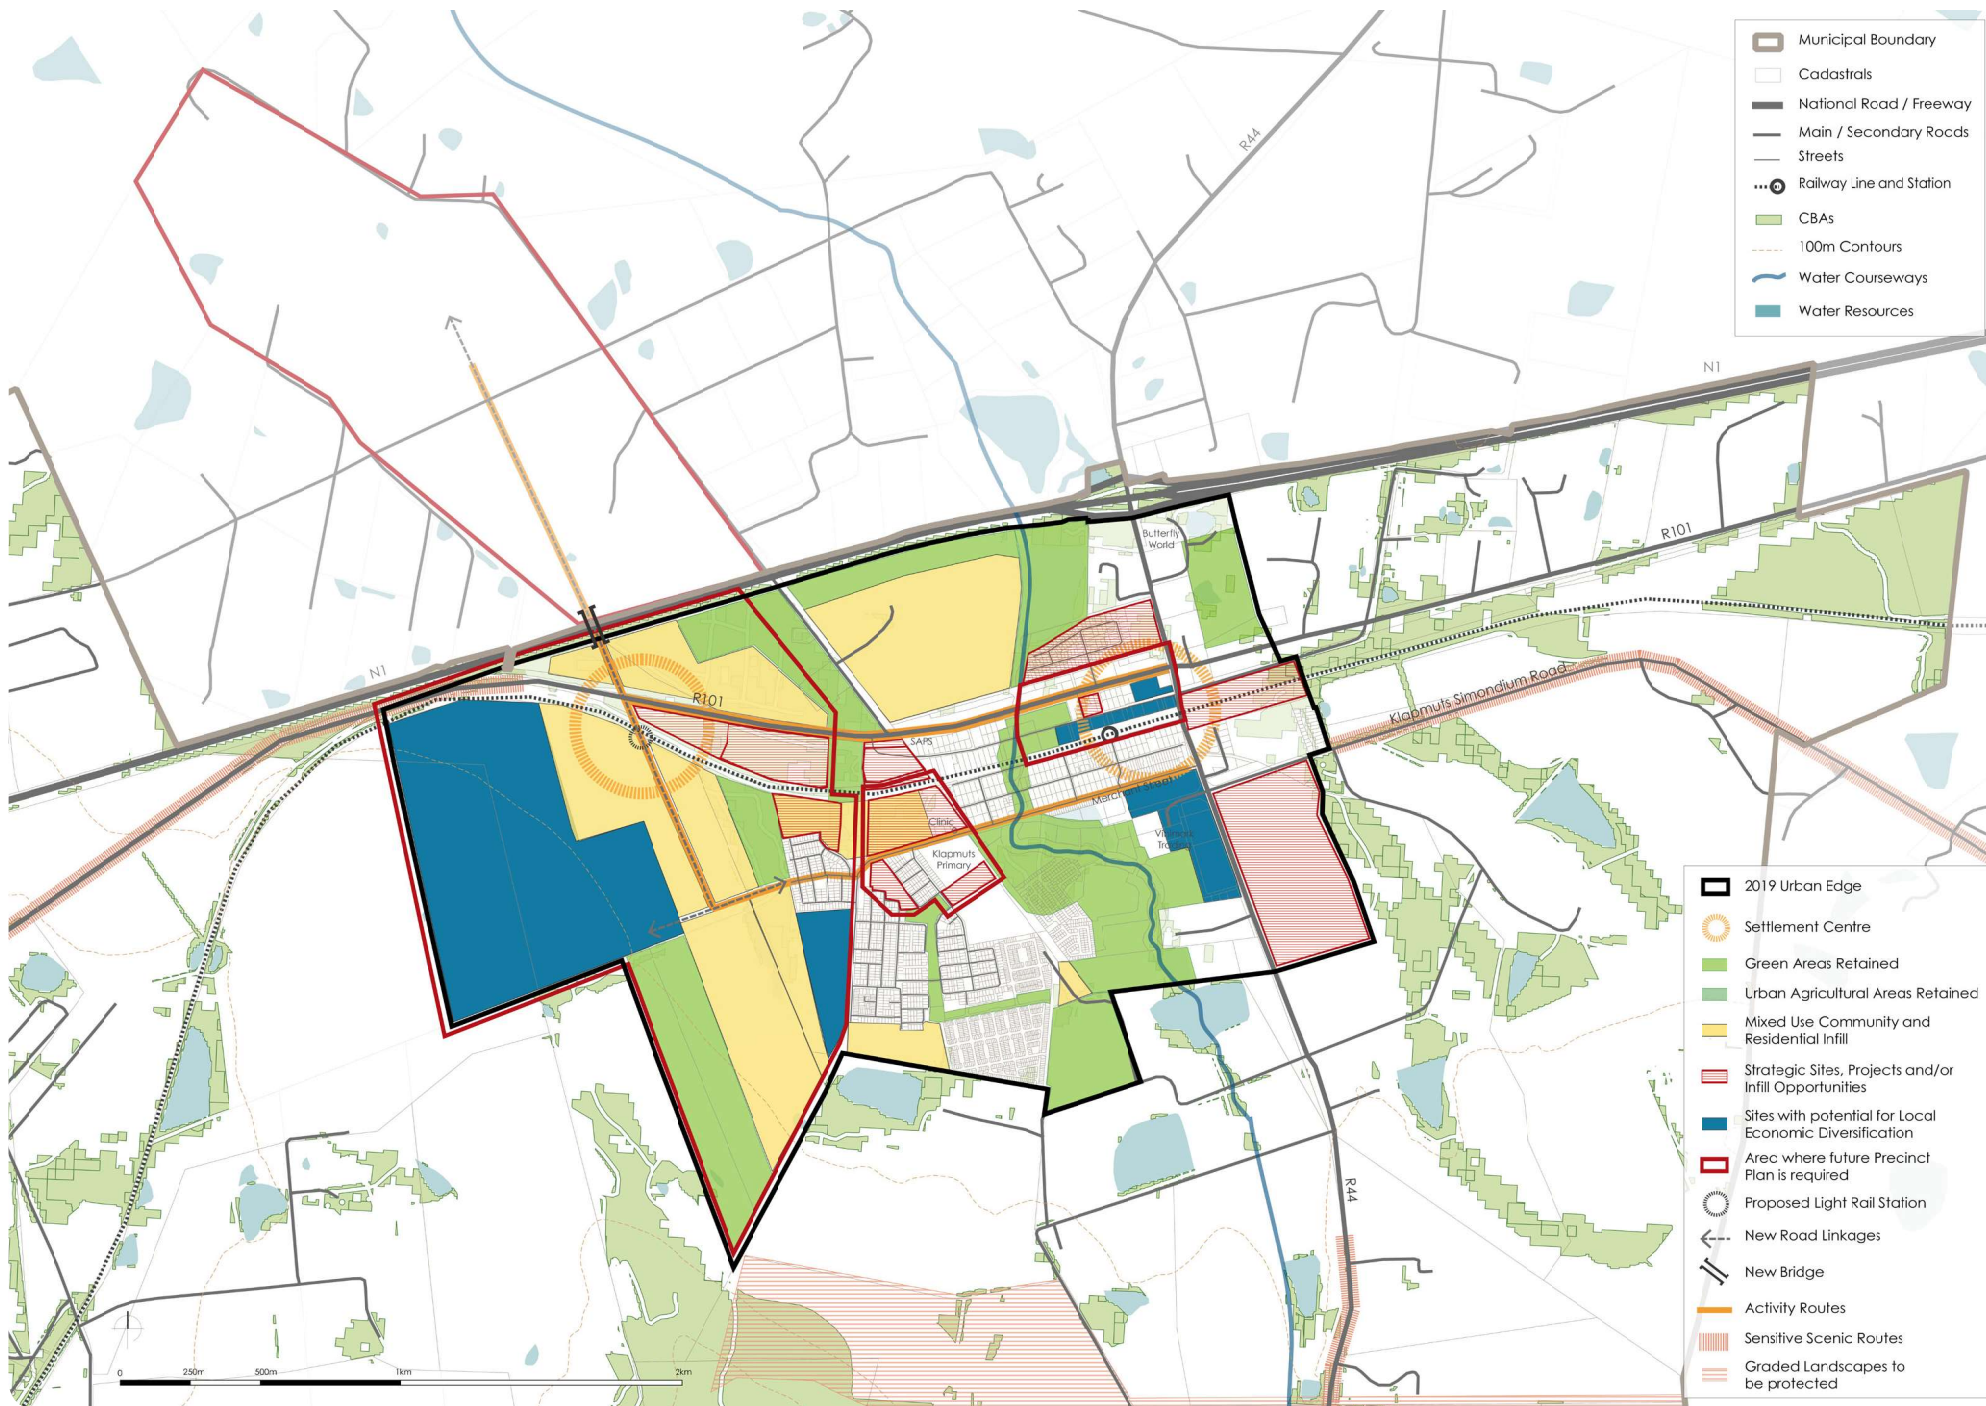 Municipal Boundary
Cadastrals
National Road / Freeway
Main / Secondary Roads
Streets
Railway Line and Station
CBAs
100m Contours
Water Courseways
Water Resources
R44
N1
R101
Butterfly
World
Klapmuts Simondium Road
N1
R101
SAPS
Merchant Street
Clinic
Klapmuts
Primary
Trading
R44
2019 Urban Edge
Settlement Centre
Green Areas Retained
Urban Agricultural Areas Retained
Mixed Use Community and
Residential Infill
Strategic Sites, Projects and/or
Infill Opportunities
Sites with potential for Local
Economic Diversification
Area where future Precinct
Plan is required
Proposed Light Rail Station
New Road Linkages
New Bridge
Activity Routes
Sensitive Scenic Routes
Graded Landscapes to
be protected
0 250m 500m 1km 2km